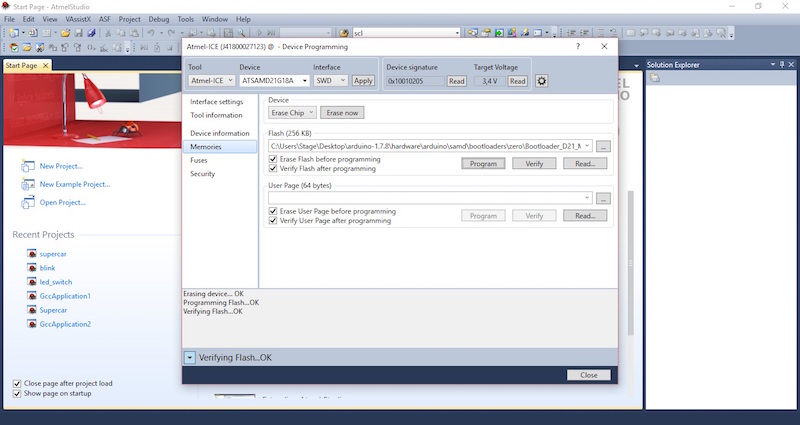 Start Page - AtmelStudio
File Edit View VAssistX ASF Project Debug Tools Window Help
scl
Start Page
Solution Explorer
Atmel-ICE (J41800027123) @ - Device Programming
Tool Device Interface Device signature Target Voltage
Atmel-ICE ATSAMD21G18A SWD Apply 0x10010205 Read 3,4 V Read
Interface settings
Tool information
Device information
Memories
Fuses
Security
Device
Erase Chip Erase now
Flash (256 KB)
C:\Users\Stage\Desktop\arduino-1.7.8\hardware\arduino\samd\bootloaders\zero\Bootloader_D21_M ...
Erase Flash before programming
Verify Flash after programming
Program Verify Read...
User Page (64 bytes)
...
Erase User Page before programming
Verify User Page after programming
Program Verify Read...
Erasing device... OK
Programming Flash...OK
Verifying Flash...OK
Verifying Flash...OK
Close
New Project...
New Example Project...
Open Project...
Recent Projects
supercar
blink
led_switch
GccApplication1
Supercar
GccApplication2
Close page after project load
Show page on startup